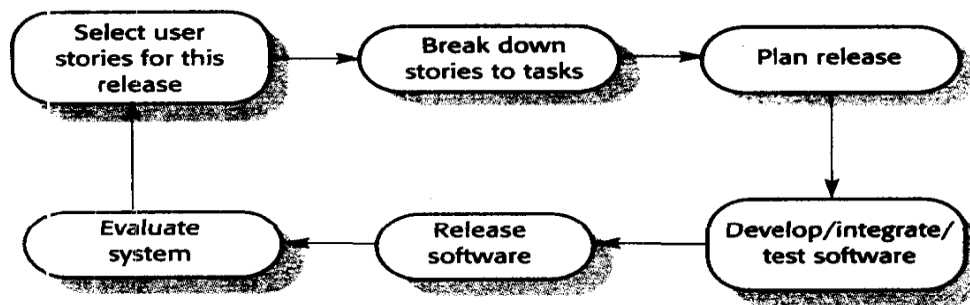 Select user
stories for this
release
Break down
stories to tasks
Plan release
Evaluate
system
Release
software
Develop/integrate/
test software